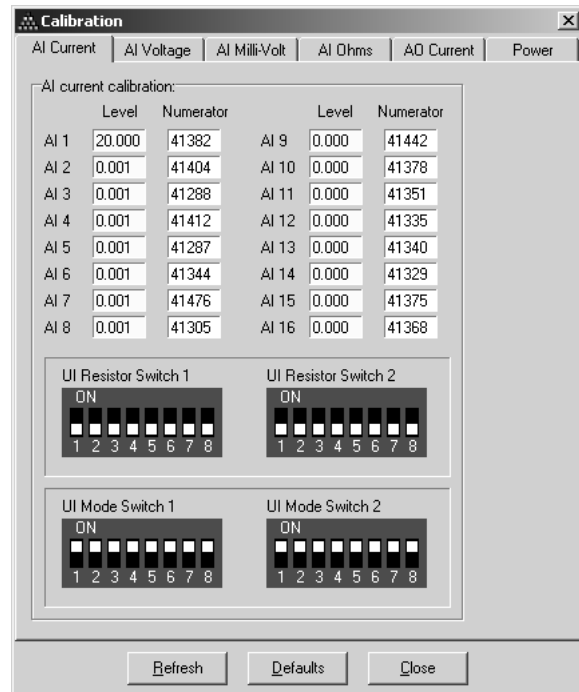 Calibration
AI Current AI Voltage AI Milli-Volt AI Ohms AO Current Power
AI current calibration:
Level Numerator Level Numerator
AI 1 20.000 41382 AI 9 0.000 41442
AI 2 0.001 41404 AI 10 0.000 41378
AI 3 0.001 41288 AI 11 0.000 41351
AI 4 0.001 41412 AI 12 0.000 41335
AI 5 0.001 41287 AI 13 0.000 41340
AI 6 0.001 41344 AI 14 0.000 41329
AI 7 0.001 41476 AI 15 0.000 41375
AI 8 0.001 41305 AI 16 0.000 41368
UI Resistor Switch 1 UI Resistor Switch 2
ON ON
1 2 3 4 5 6 7 8 1 2 3 4 5 6 7 8
UI Mode Switch 1 UI Mode Switch 2
ON ON
1 2 3 4 5 6 7 8 1 2 3 4 5 6 7 8
Refresh Defaults Close